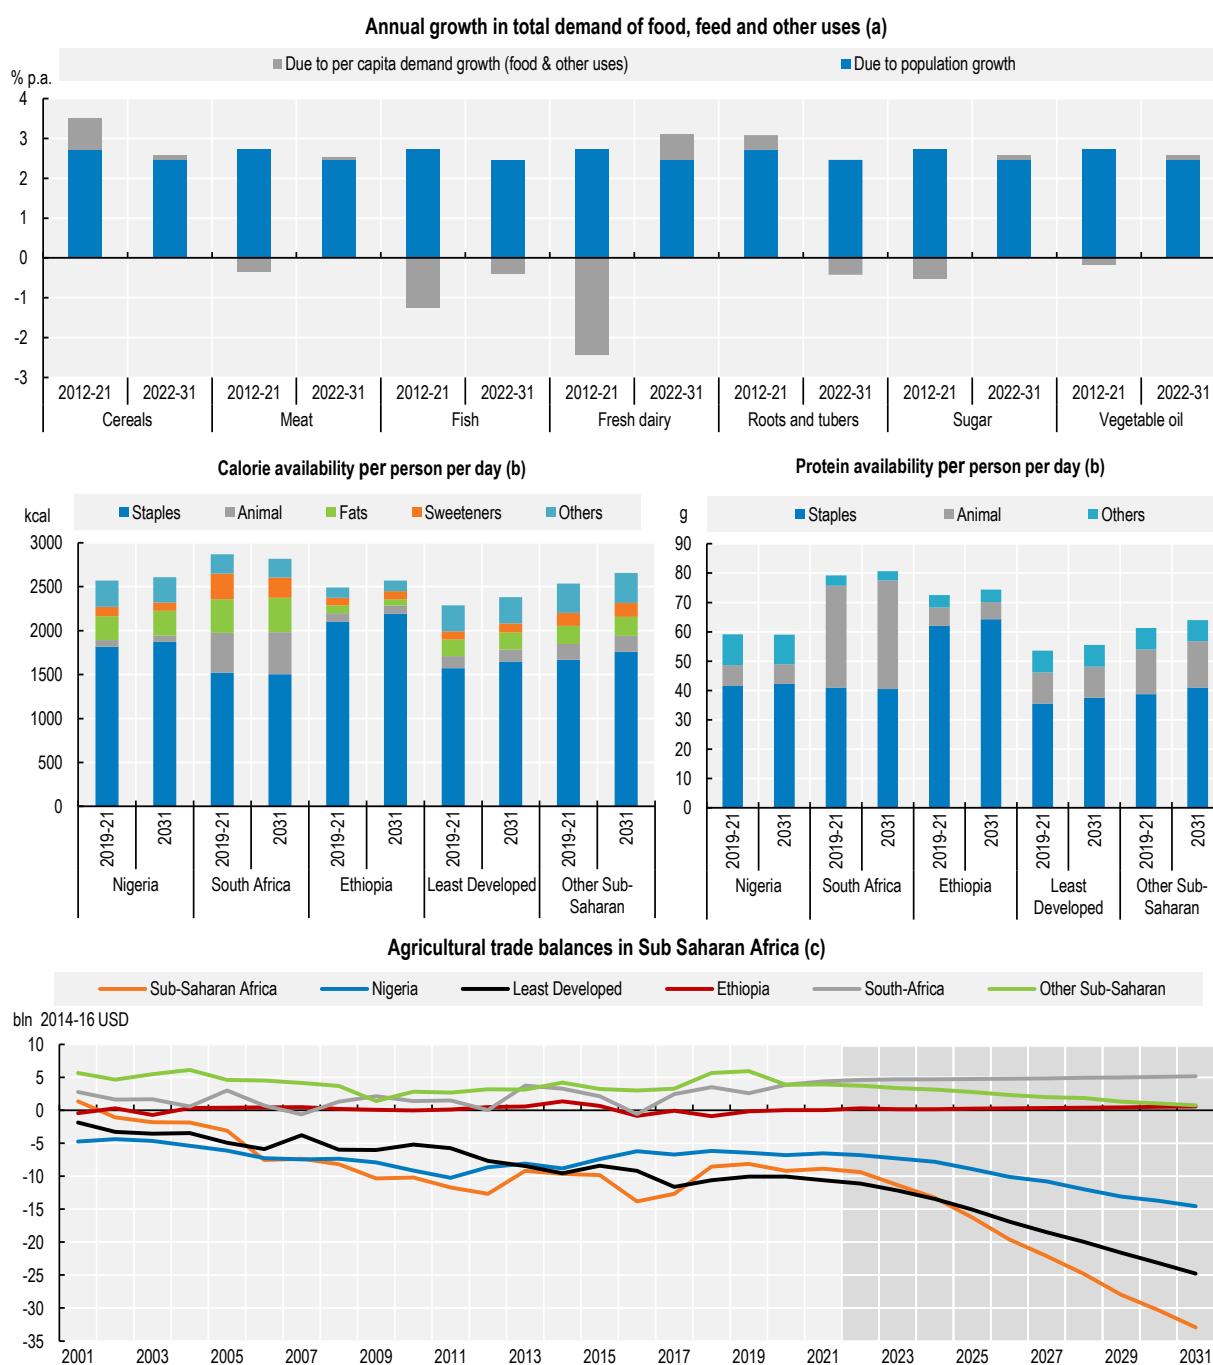 Annual growth in total demand of food, feed and other uses (a)
Due to per capita demand growth (food & other uses) Due to population growth
% p.a.
4
3
2
1
0
-1
-2
-3
2012-21 2022-31 2012-21 2022-31 2012-21 2022-31 2012-21 2022-31 2012-21 2022-31 2012-21 2022-31 2012-21 2022-31
Cereals Meat Fish Fresh dairy Roots and tubers Sugar Vegetable oil
Calorie availability per person per day (b)
Staples Animal Fats Sweeteners Others
kcal
3000
2500
2000
1500
1000
500
0
2019-21 2031 2019-21 2031 2019-21 2031 2019-21 2031 2019-21 2031
Nigeria South Africa Ethiopia Least Developed Other Sub-
Saharan
Protein availability per person per day (b)
Staples Animal Others
g
90
80
70
60
50
40
30
20
10
0
2019-21 2031 2019-21 2031 2019-21 2031 2019-21 2031 2019-21 2031
Nigeria South Africa Ethiopia Least Other Sub-
Developed Saharan
Agricultural trade balances in Sub Saharan Africa (c)
Sub-Saharan Africa Nigeria Least Developed Ethiopia South-Africa Other Sub-Saharan
bln 2014-16 USD
10
5
0
-5
-10
-15
-20
-25
-30
-35
2001 2003 2005 2007 2009 2011 2013 2015 2017 2019 2021 2023 2025 2027 2029 2031